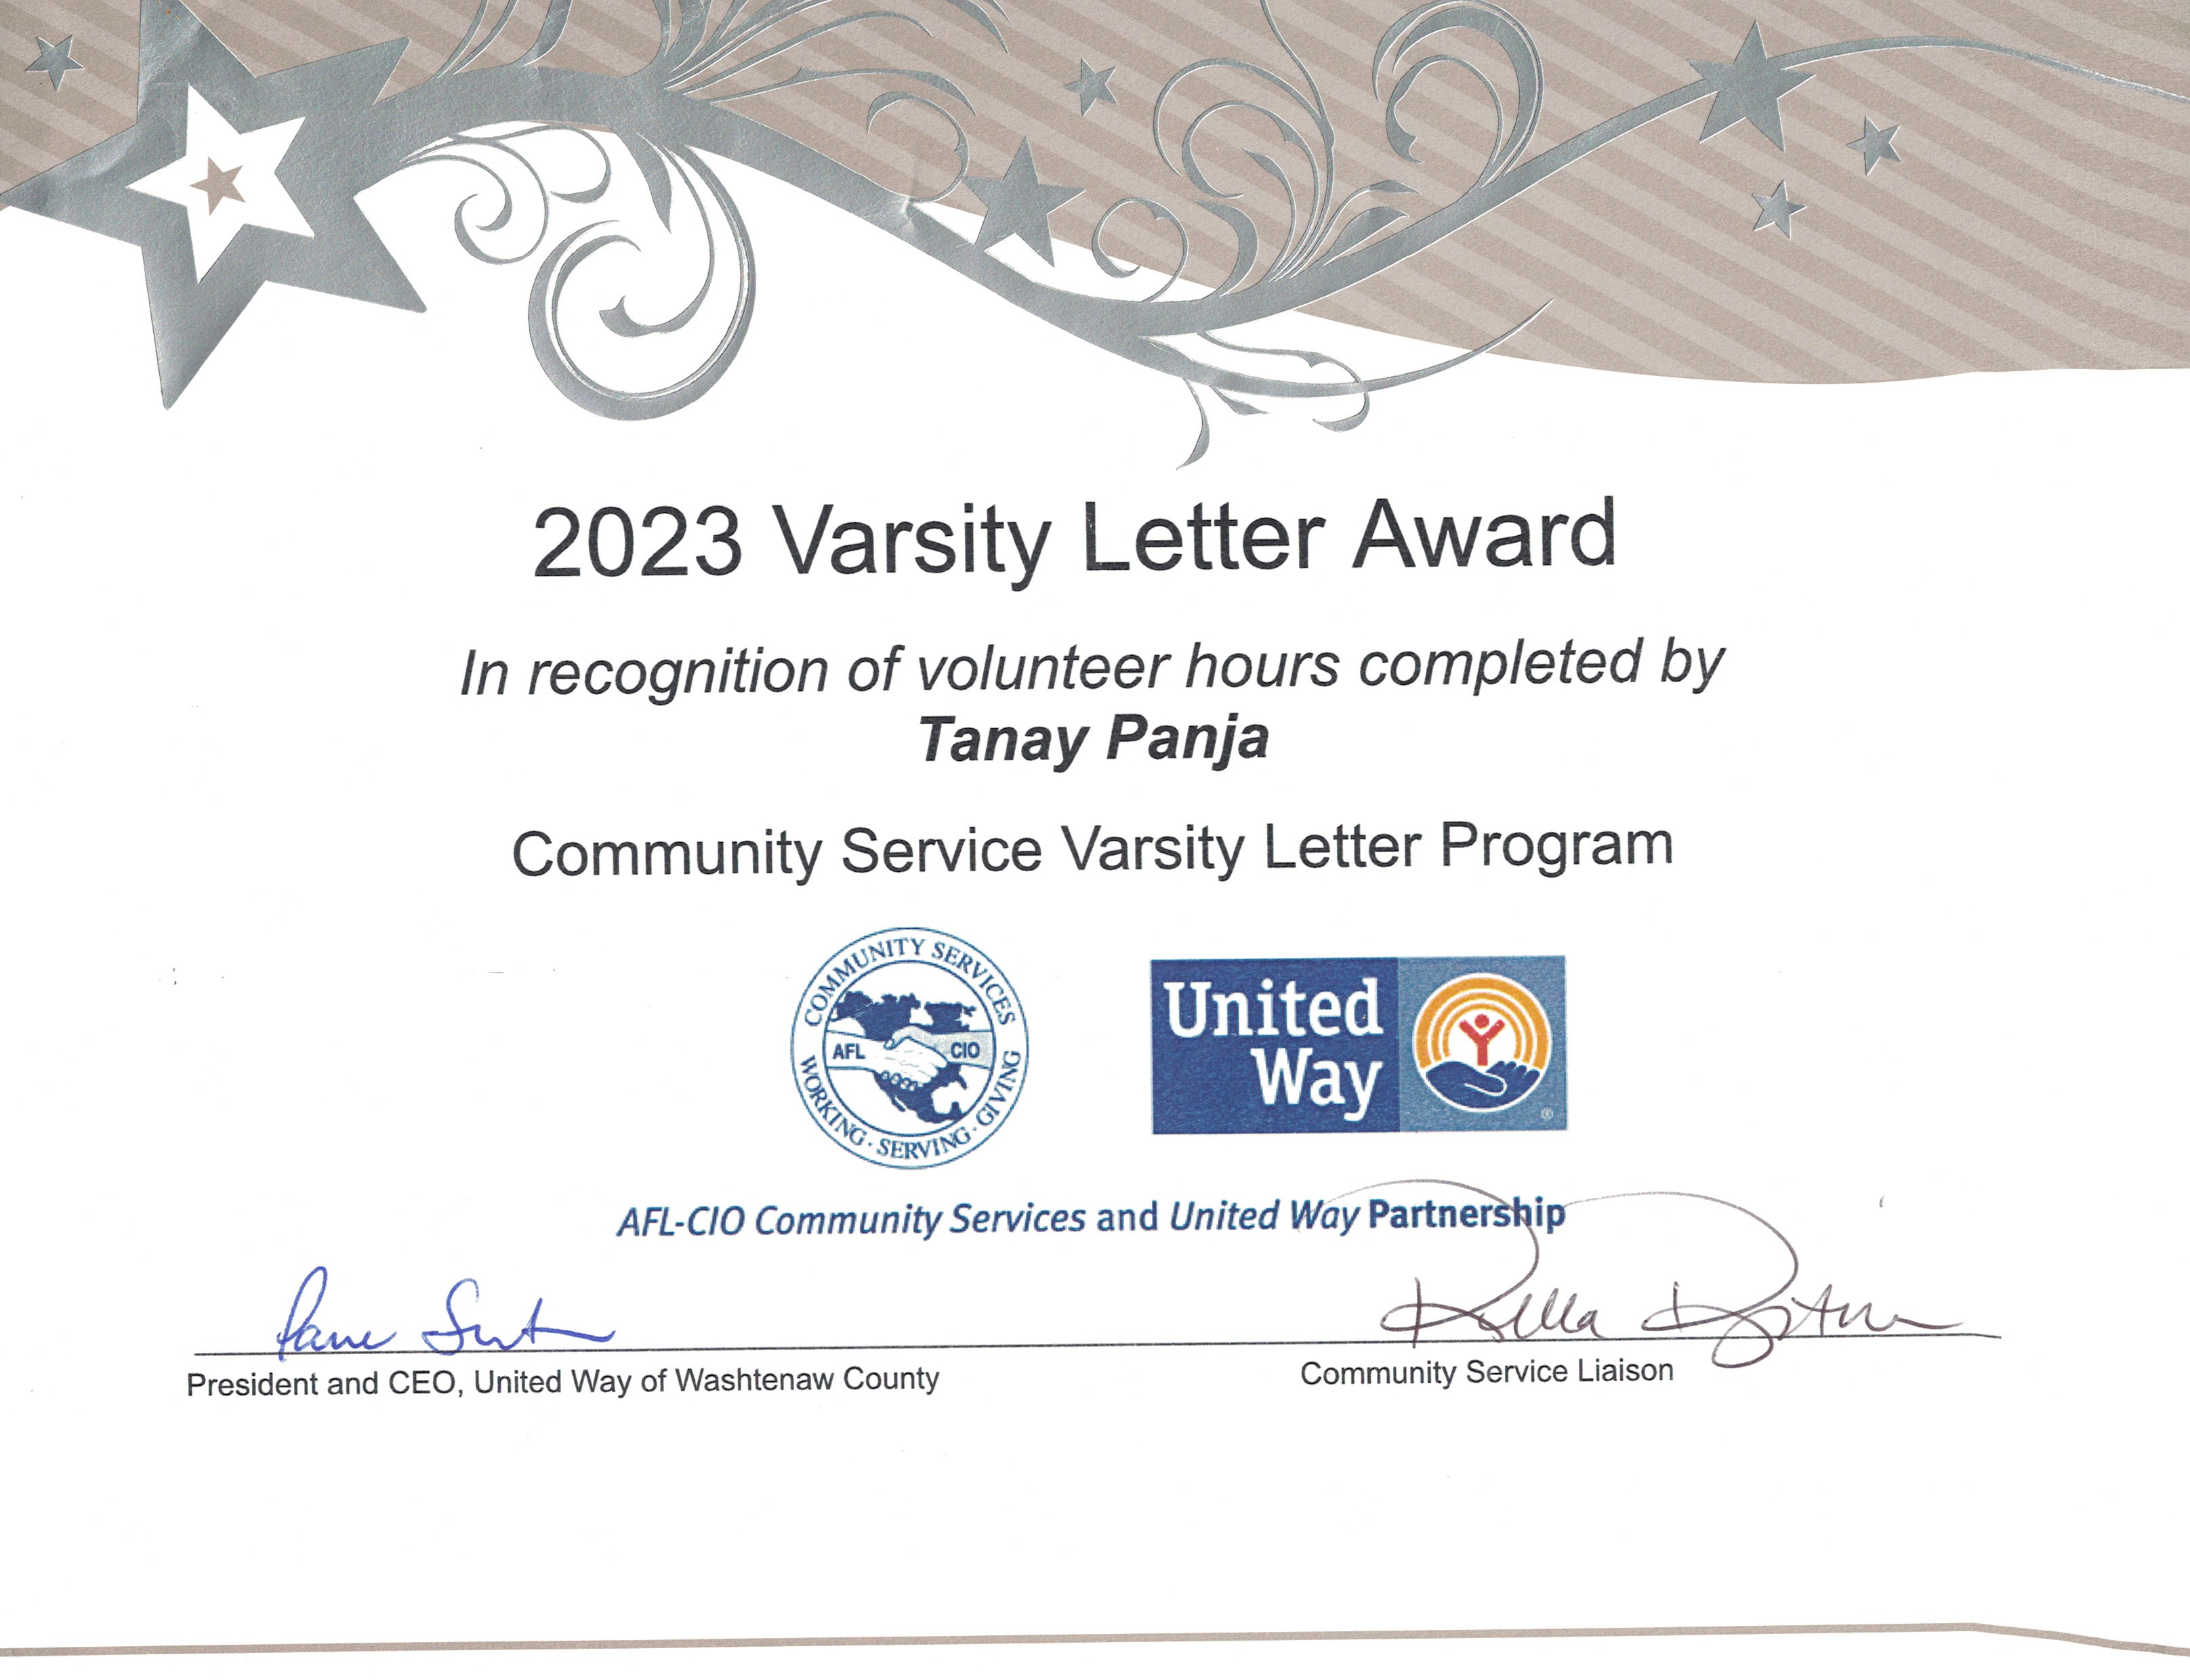 2023 Varsity Letter Award
In recognition of volunteer hours completed by
Tanay Panja
Community Service Varsity Letter Program
COMMUNITY SERVICES
AFL CIO
WORKING · SERVING · GIVING
United
Way
®
AFL-CIO Community Services and United Way Partnership
President and CEO, United Way of Washtenaw County
Community Service Liaison